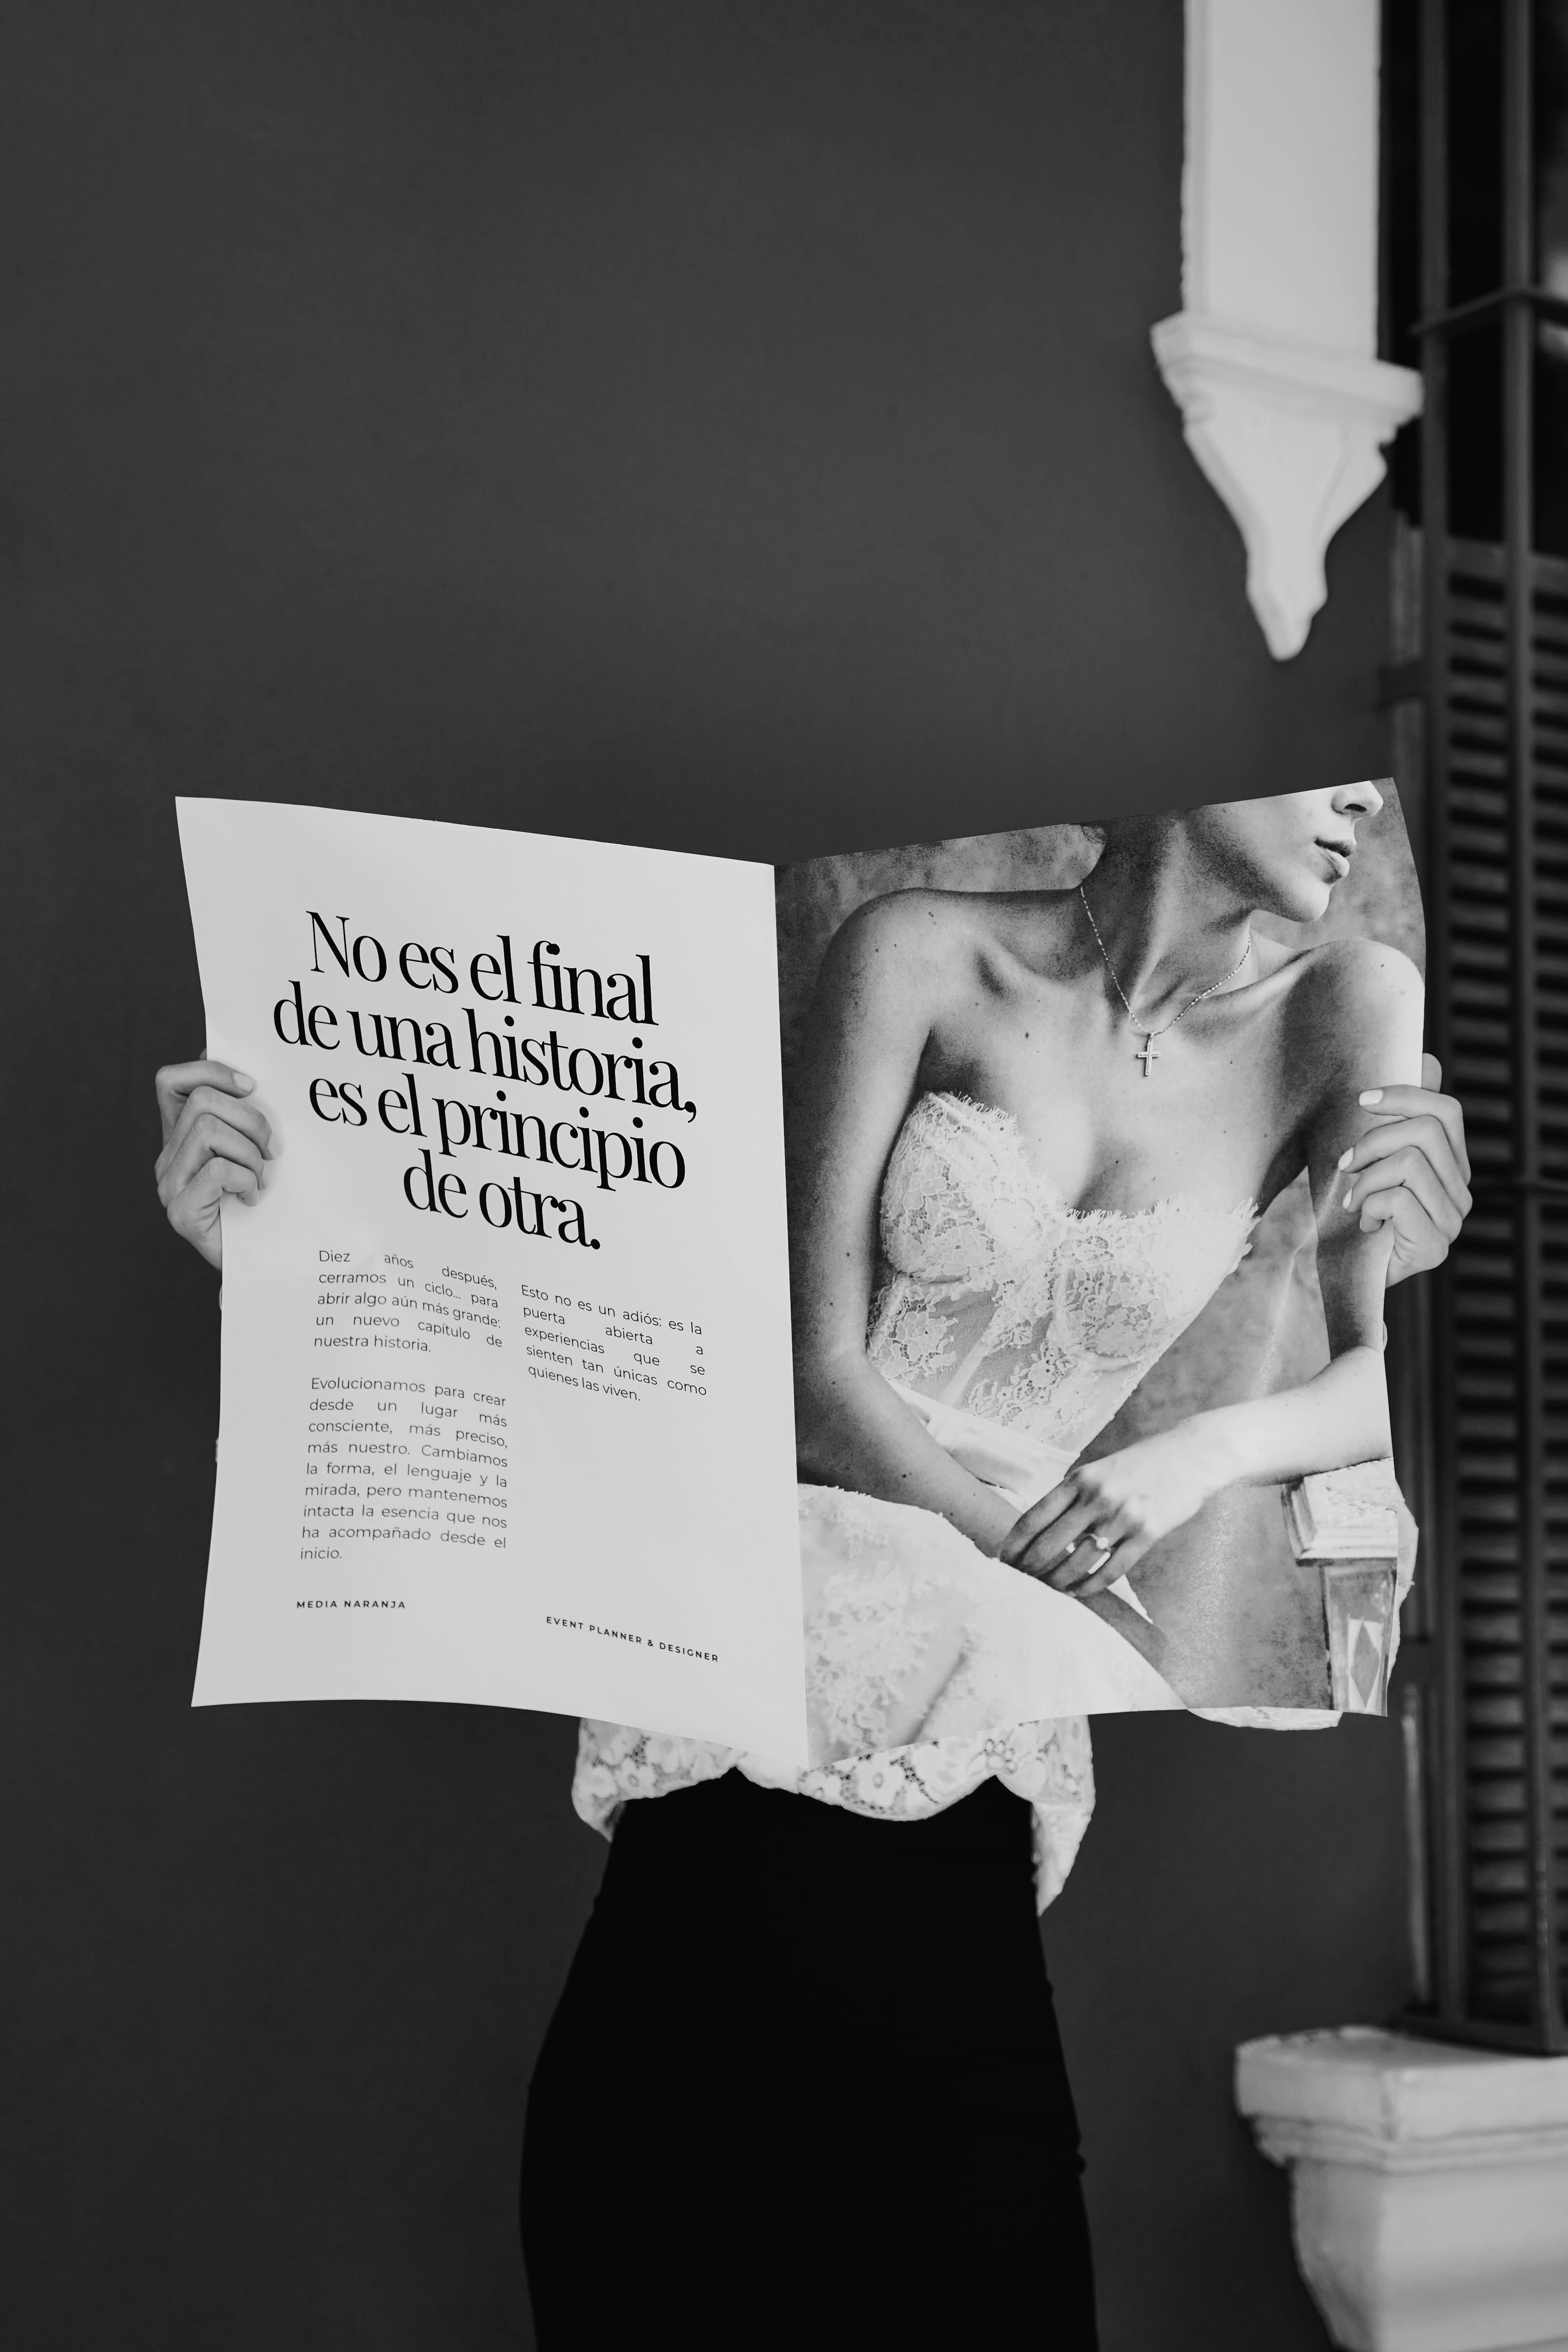 No es el final
de una historia,
es el principio
de otra.
Diez años después,
cerramos un ciclo... para
abrir algo aún más grande:
un nuevo capítulo de
nuestra historia.
Evolucionamos para crear
desde un lugar más
consciente, más preciso,
más nuestro. Cambiamos
la forma, el lenguaje y la
mirada, pero mantenemos
intacta la esencia que nos
ha acompañado desde el
inicio.
Esto no es un adiós: es la
puerta abierta a
experiencias que se
sienten tan únicas como
quienes las viven.
MEDIA NARANJA
EVENT PLANNER & DESIGNER